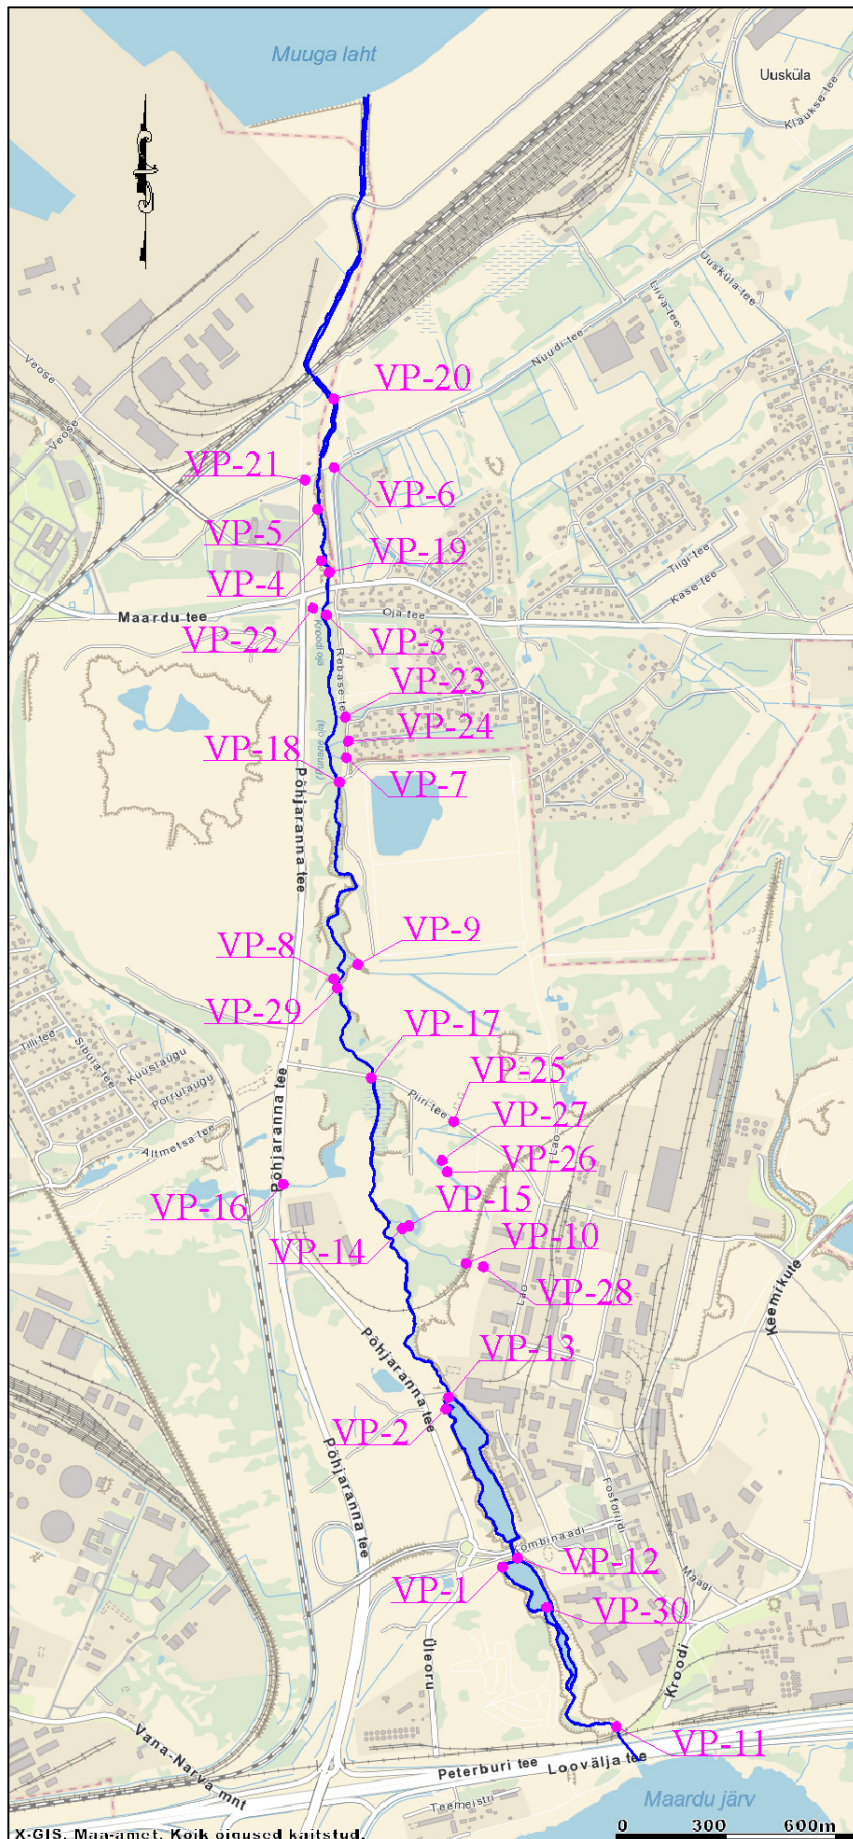 Muuga laht
Uusküla
Klaukse tee
Uusküla tee
Liiva tee
Nuudi tee
Veose
Veose
VP-20
VP-21
VP-6
VP-5
VP-4
VP-19
Tiigi tee
Kase tee
Maardu tee
Oja tee
VP-22
VP-3
Kroodi oja
Rebase tee
VP-23
VP-24
VP-18
VP-7
Põhjaranna tee
VP-8
VP-9
VP-29
VP-17
Tilli tee
Sibula tee
Küüslaugu
Porrulaugu
Altmetsa tee
Põhjaranna tee
Piiri tee
VP-25
VP-27
Lao
VP-26
VP-16
VP-15
VP-14
VP-10
VP-28
Lao
Keemikute
VP-13
Põhjaranna tee
VP-2
Põhjaranna tee
Fosforiidi
Kombinaadi
VP-12
Maagi
VP-1
VP-30
Üleoru
Kroodi
VP-11
Vana-Narva mnt
Peterburi tee
Loovälja tee
Teemeistri
Maardu järv
X-GIS. Maa-amet. Kõik õigused kaitstud.
0 300 600m